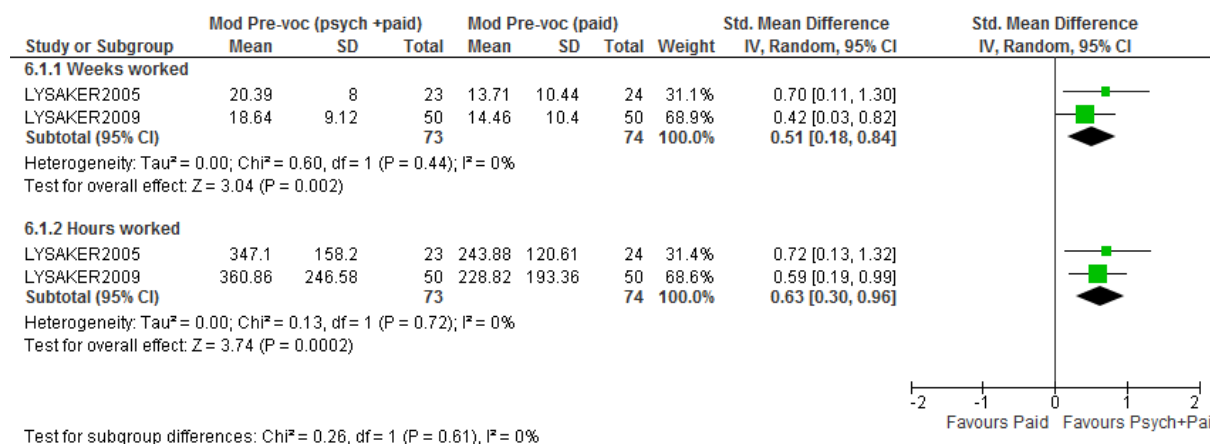 Mod Pre-voc (psych +paid) Mod Pre-voc (paid) Std. Mean Difference Std. Mean Difference
Study or Subgroup Mean SD Total Mean SD Total Weight IV, Random, 95% CI IV, Random, 95% CI
6.1.1 Weeks worked
LYSAKER2005 20.39 8 23 13.71 10.44 24 31.1% 0.70 [0.11, 1.30]
LYSAKER2009 18.64 9.12 50 14.46 10.4 50 68.9% 0.42 [0.03, 0.82]
Subtotal (95% CI) 73 74 100.0% 0.51 [0.18, 0.84]
Heterogeneity: Tau² = 0.00; Chi² = 0.60, df = 1 (P = 0.44); I² = 0%
Test for overall effect: Z = 3.04 (P = 0.002)
6.1.2 Hours worked
LYSAKER2005 347.1 158.2 23 243.88 120.61 24 31.4% 0.72 [0.13, 1.32]
LYSAKER2009 360.86 246.58 50 228.82 193.36 50 68.6% 0.59 [0.19, 0.99]
Subtotal (95% CI) 73 74 100.0% 0.63 [0.30, 0.96]
Heterogeneity: Tau² = 0.00; Chi² = 0.13, df = 1 (P = 0.72); I² = 0%
Test for overall effect: Z = 3.74 (P = 0.0002)
-2 -1 0 1 2
Favours Paid Favours Psych+Pai
Test for subgroup differences: Chi² = 0.26, df = 1 (P = 0.61), I² = 0%